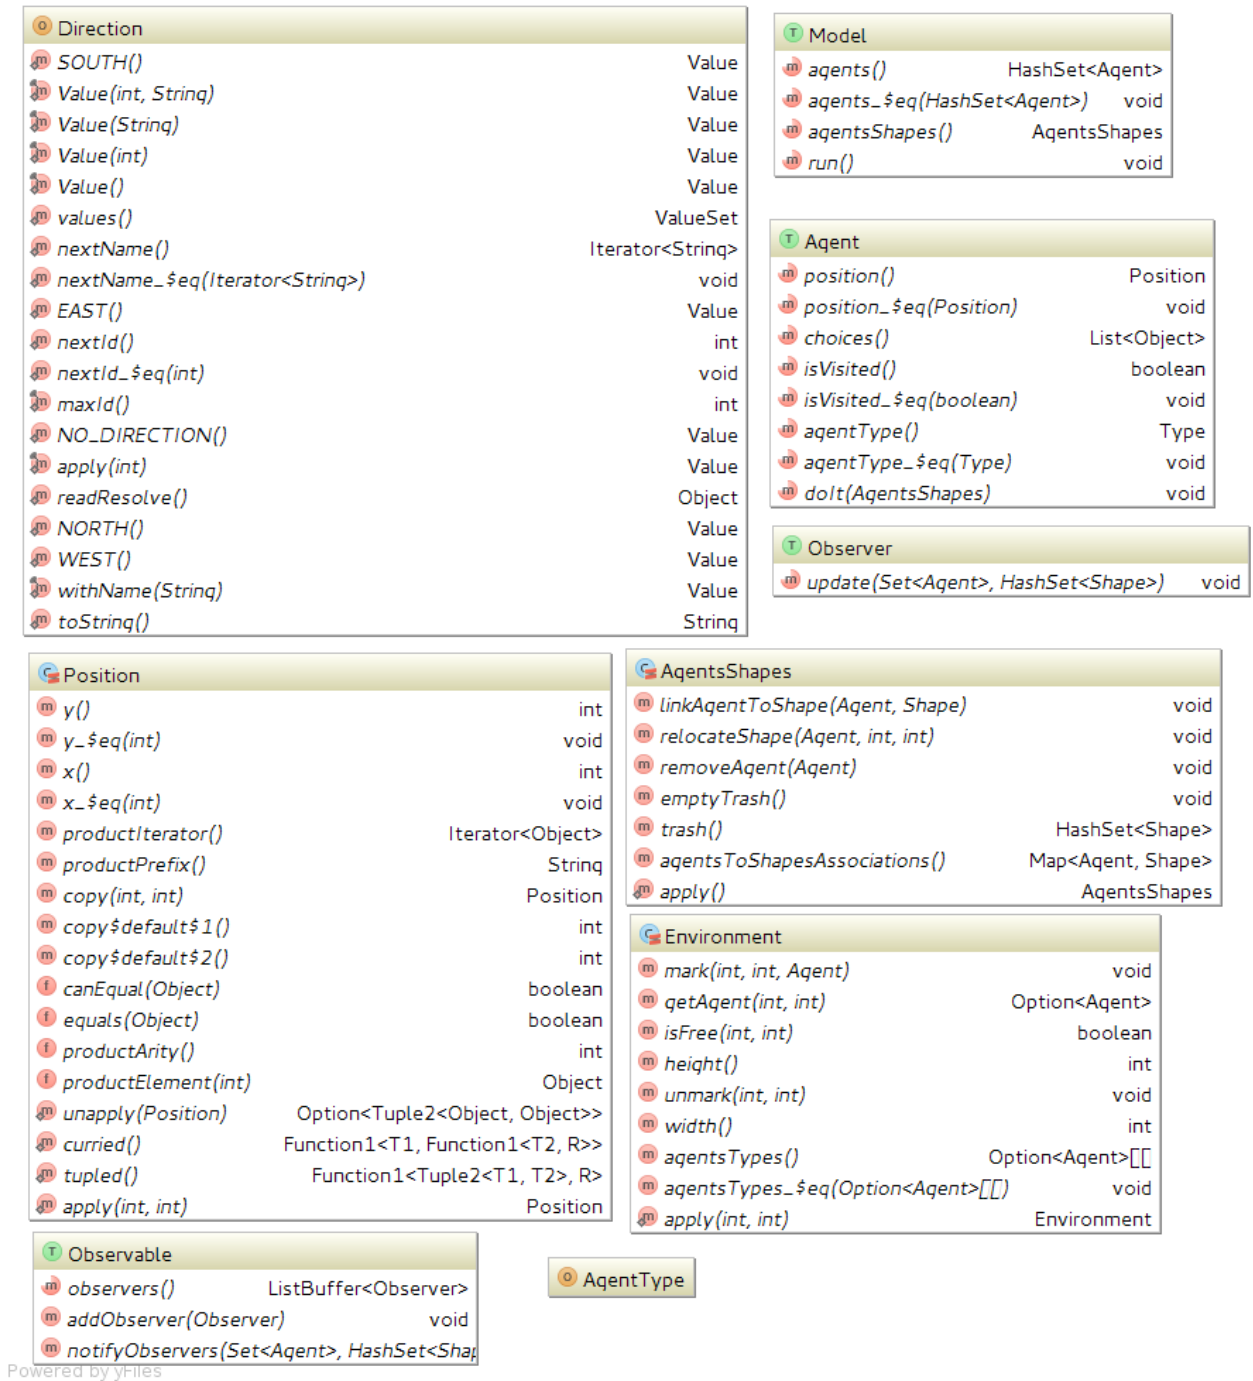 Direction
SOUTH() Value
Value(int, String) Value
Value(String) Value
Value(int) Value
Value() Value
values() ValueSet
nextName() Iterator<String>
nextName_$eq(Iterator<String>) void
EAST() Value
nextId() int
nextId_$eq(int) void
maxId() int
NO_DIRECTION() Value
apply(int) Value
readResolve() Object
NORTH() Value
WEST() Value
withName(String) Value
toString() String
Model
agents() HashSet<Agent>
agents_$eq(HashSet<Agent>) void
agentsShapes() AgentsShapes
run() void
Agent
position() Position
position_$eq(Position) void
choices() List<Object>
isVisited() boolean
isVisited_$eq(boolean) void
agentType() Type
agentType_$eq(Type) void
doIt(AgentsShapes) void
Observer
update(Set<Agent>, HashSet<Shape>) void
Position
y() int
y_$eq(int) void
x() int
x_$eq(int) void
productIterator() Iterator<Object>
productPrefix() String
copy(int, int) Position
copy$default$1() int
copy$default$2() int
canEqual(Object) boolean
equals(Object) boolean
productArity() int
productElement(int) Object
unapply(Position) Option<Tuple2<Object, Object>>
curried() Function1<T1, Function1<T2, R>>
tupled() Function1<Tuple2<T1, T2>, R>
apply(int, int) Position
AgentsShapes
linkAgentToShape(Agent, Shape) void
relocateShape(Agent, int, int) void
removeAgent(Agent) void
emptyTrash() void
trash() HashSet<Shape>
agentsToShapesAssociations() Map<Agent, Shape>
apply() AgentsShapes
Environment
mark(int, int, Agent) void
getAgent(int, int) Option<Agent>
isFree(int, int) boolean
height() int
unmark(int, int) void
width() int
agentsTypes() Option<Agent>[[
agentsTypes_$eq(Option<Agent>[[) void
apply(int, int) Environment
Observable
observers() ListBuffer<Observer>
addObserver(Observer) void
notifyObservers(Set<Agent>, HashSet<Shap
AgentType
Powered by yFiles